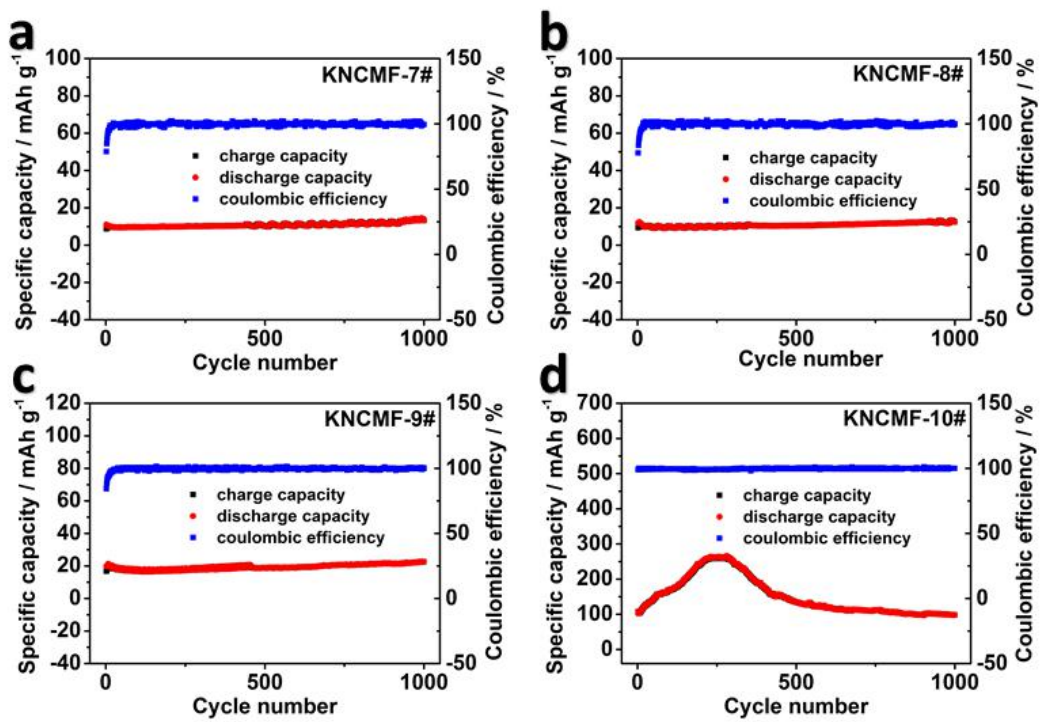 a
KNCMF-7#
Specific capacity / mAh g⁻¹
100
80
60
40
20
0
-20
-40
charge capacity
discharge capacity
coulombic efficiency
150
100
50
0
-50
Coulombic efficiency / %
0
500
1000
Cycle number
b
KNCMF-8#
Specific capacity / mAh g⁻¹
100
80
60
40
20
0
-20
-40
charge capacity
discharge capacity
coulombic efficiency
150
100
50
0
-50
Coulombic efficiency / %
0
500
1000
Cycle number
c
KNCMF-9#
Specific capacity / mAh g⁻¹
120
100
80
60
40
20
0
-20
-40
charge capacity
discharge capacity
coulombic efficiency
150
100
50
0
-50
Coulombic efficiency / %
0
500
1000
Cycle number
d
KNCMF-10#
Specific capacity / mAh g⁻¹
700
600
500
400
300
200
100
0
charge capacity
discharge capacity
coulombic efficiency
150
100
50
0
-50
Coulombic efficiency / %
0
500
1000
Cycle number